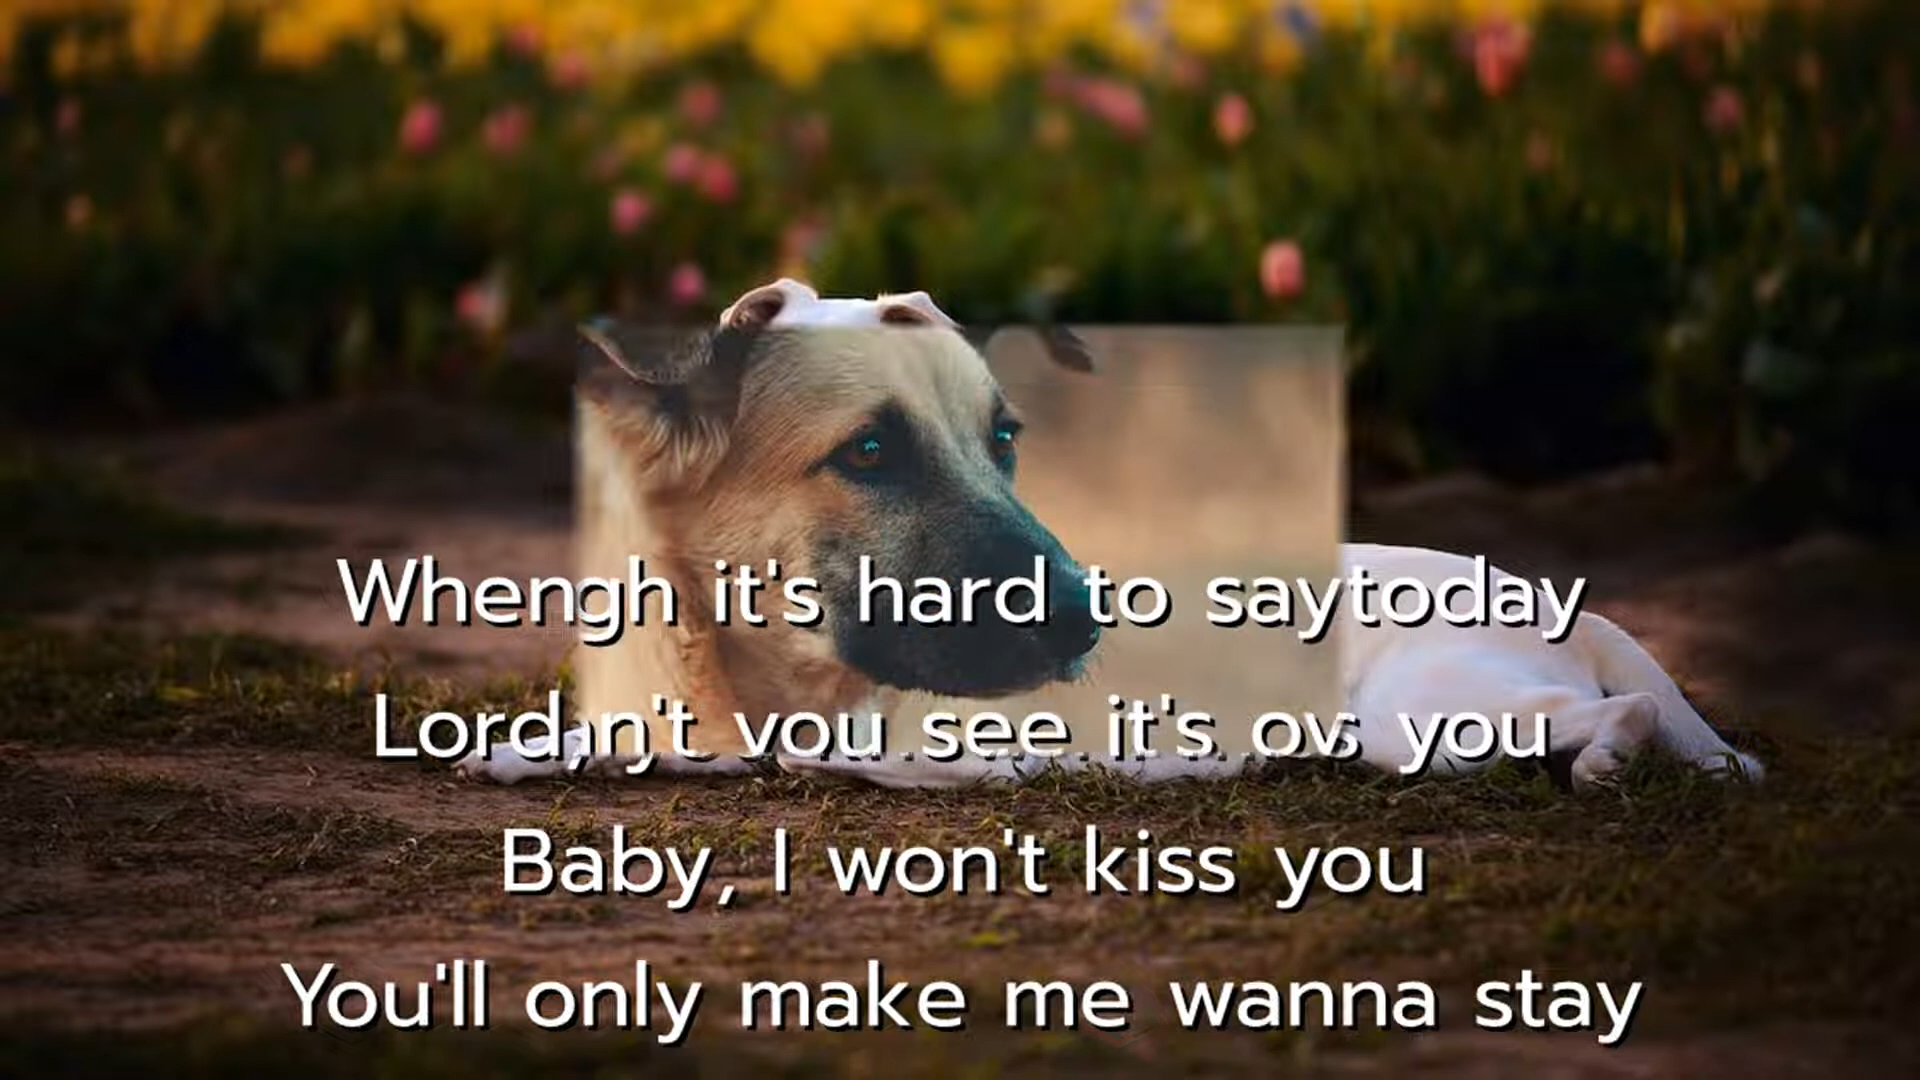 Whengh it's hard to saytoday
Lord,n't you see it's ov you
Baby, I won't kiss you
You'll only make me wanna stay